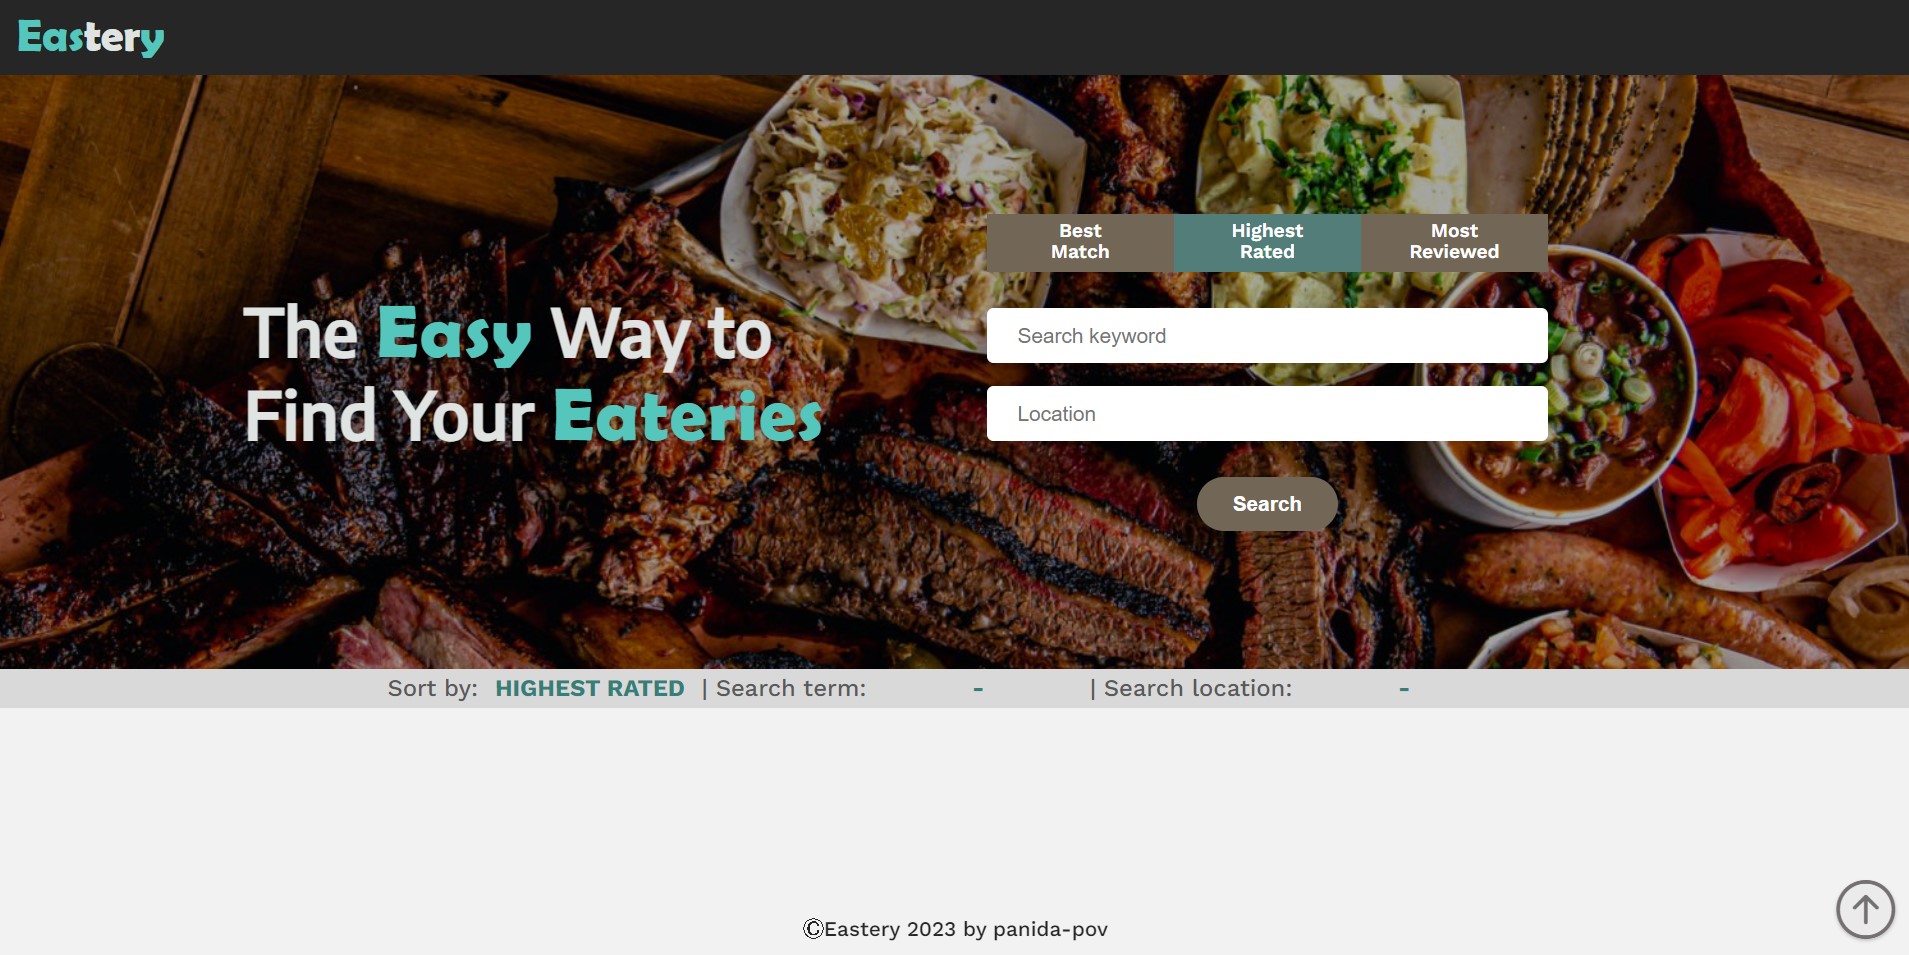 Eastery
The Easy Way to
Find Your Eateries
Best
Match
Highest
Rated
Most
Reviewed
Search keyword
Location
Search
Sort by: HIGHEST RATED | Search term: - | Search location: -
©Eastery 2023 by panida-pov